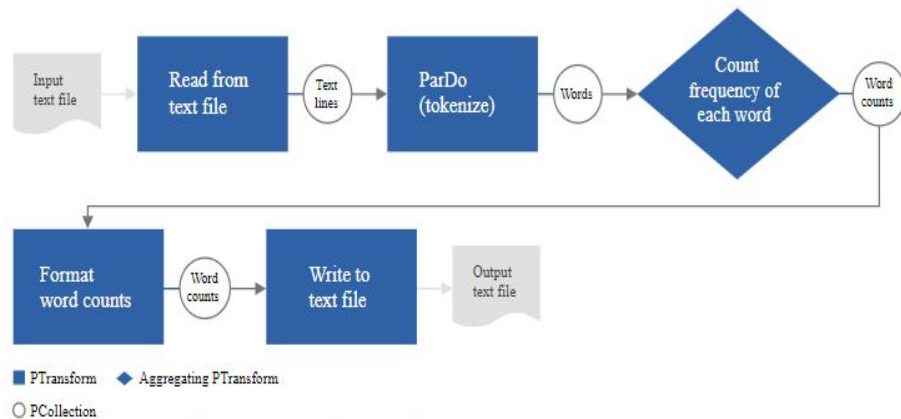 Input
text file
Read from
text file
Text
lines
ParDo
(tokenize)
Words
Count
frequency of
each word
Word
counts
Format
word counts
Word
counts
Write to
text file
Output
text file
PTransform
Aggregating PTransform
PCollection